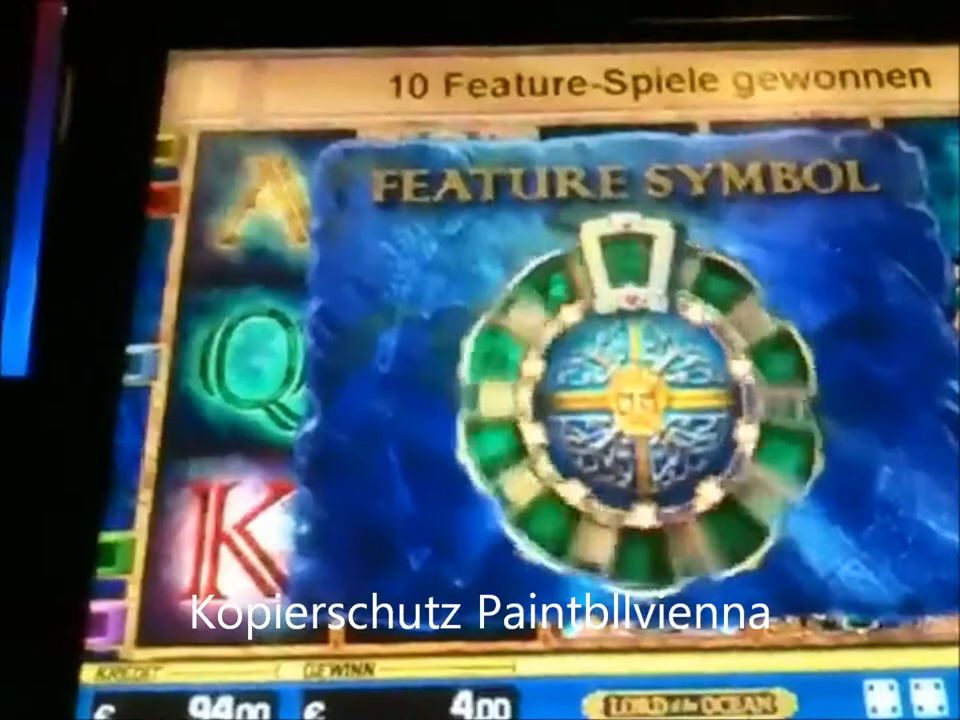 10 Feature-Spiele gewonnen
FEATURE SYMBOL
A
Q
K
Kopierschutz Paintbllvienna
KREDIT GEWINN
€ 94.00 € 4.00 LORD of the OCEAN